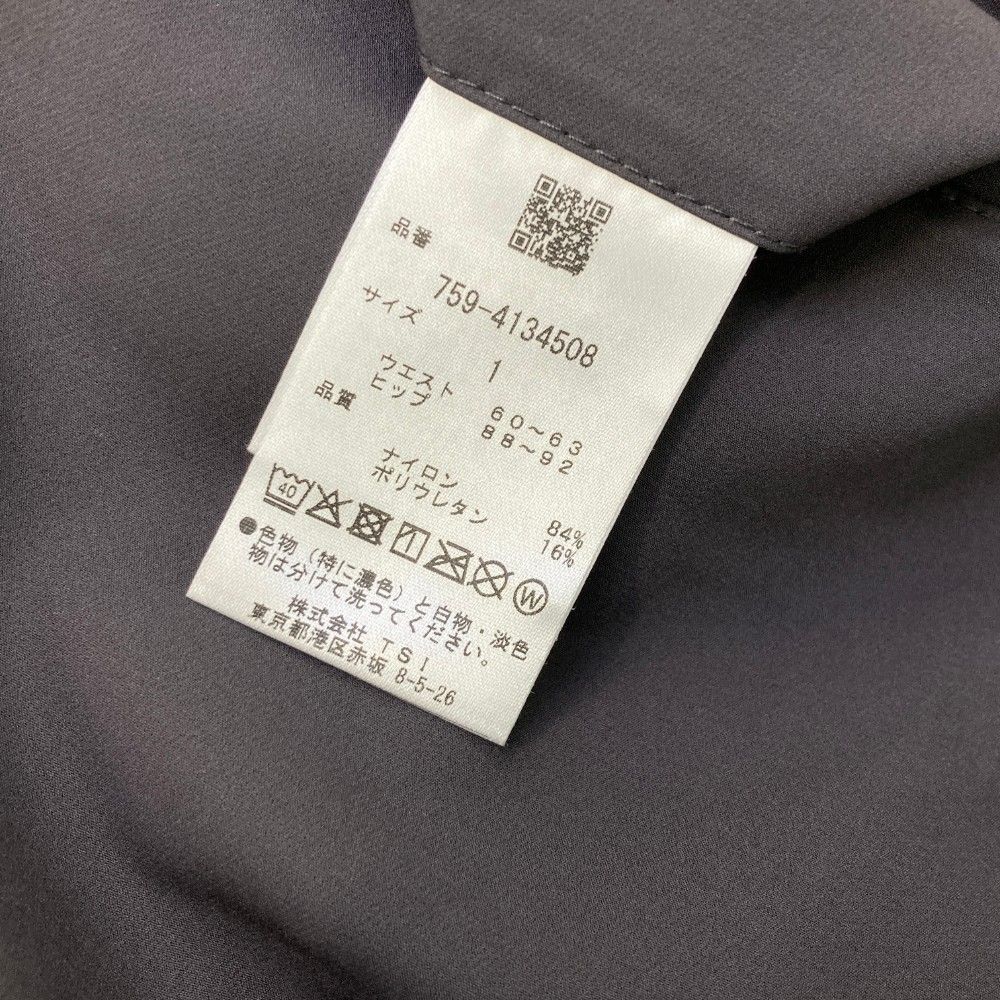 品番
759-4134508
サイズ
1
ウエスト 60～63
ヒップ 88～92
品質
ナイロン 84%
ポリウレタン 16%
40
W
●色物（特に濃色）と白物・淡色
物は分けて洗ってください。
株式会社 TSI
東京都港区赤坂 8-5-26